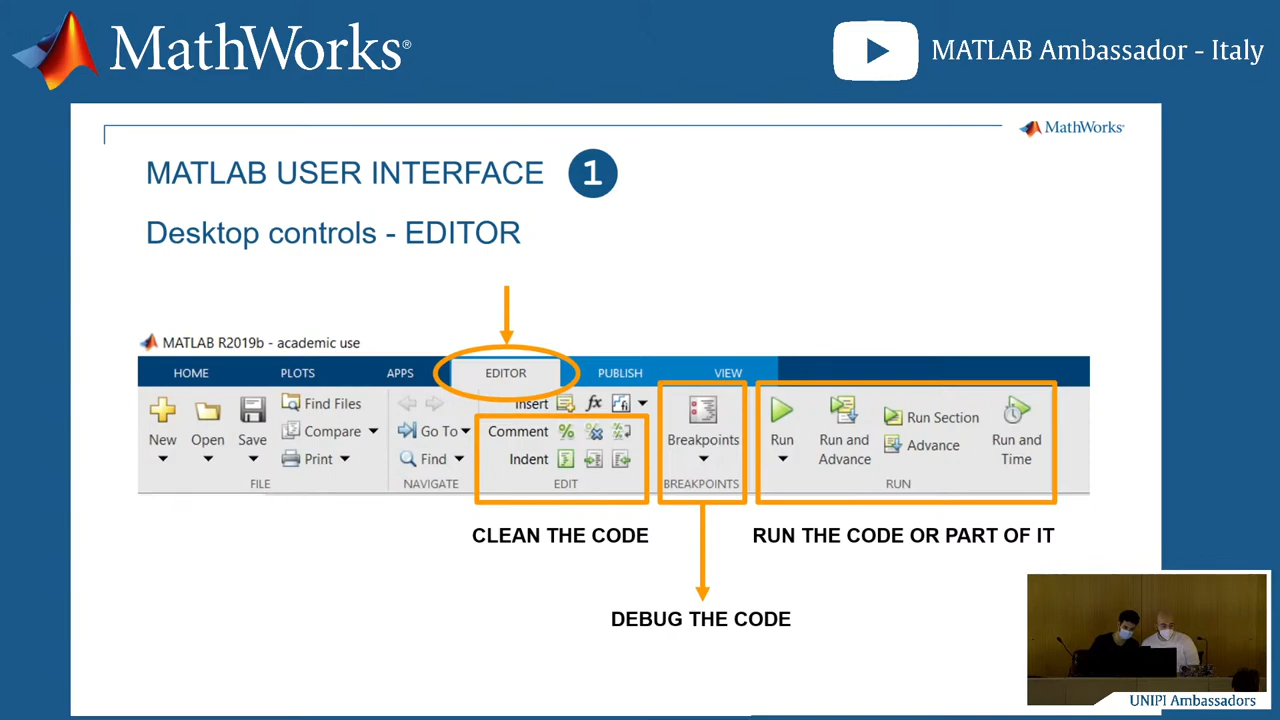 MathWorks®
MATLAB Ambassador - Italy
MathWorks®
MATLAB USER INTERFACE 1
Desktop controls - EDITOR
MATLAB R2019b - academic use
HOME PLOTS APPS EDITOR PUBLISH VIEW
New
Open
Save
Find Files
Compare
Print
FILE
Go To
Find
NAVIGATE
Insert fx
Comment % %
Indent
EDIT
Breakpoints
BREAKPOINTS
Run
Run and
Advance
Run Section
Advance
Run and
Time
RUN
CLEAN THE CODE
RUN THE CODE OR PART OF IT
DEBUG THE CODE
UNIPI Ambassadors